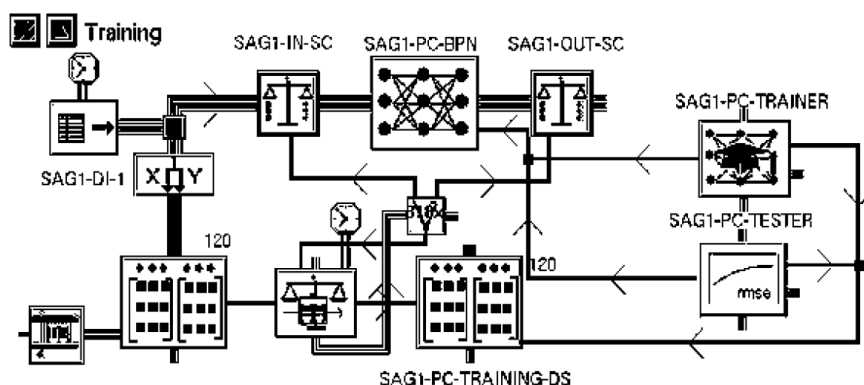 Training
SAG1-IN-SC
SAG1-PC-BPN
SAG1-OUT-SC
SAG1-PC-TRAINER
SAG1-DI-1
X Y
SAG1-PC-TESTER
120
120
rmse
SAG1-PC-TRAINING-DS